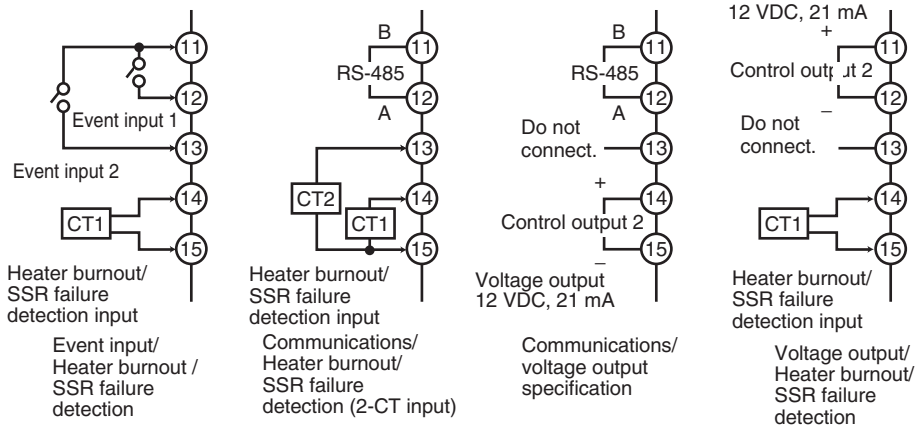 11
12
Event input 1
13
Event input 2
14
CT1
15
Heater burnout/
SSR failure
detection input
Event input/
Heater burnout /
SSR failure
detection
B
11
RS-485
12
A
13
CT2
14
CT1
15
Heater burnout/
SSR failure
detection input
Communications/
Heater burnout/
SSR failure
detection (2-CT input)
B
11
RS-485
12
A
Do not
connect.
13
+
14
Control output 2
15
–
Voltage output
12 VDC, 21 mA
Communications/
voltage output
specification
12 VDC, 21 mA
+
11
Control output 2
12
–
Do not
connect.
13
14
CT1
15
Heater burnout/
SSR failure
detection input
Voltage output/
Heater burnout/
SSR failure
detection